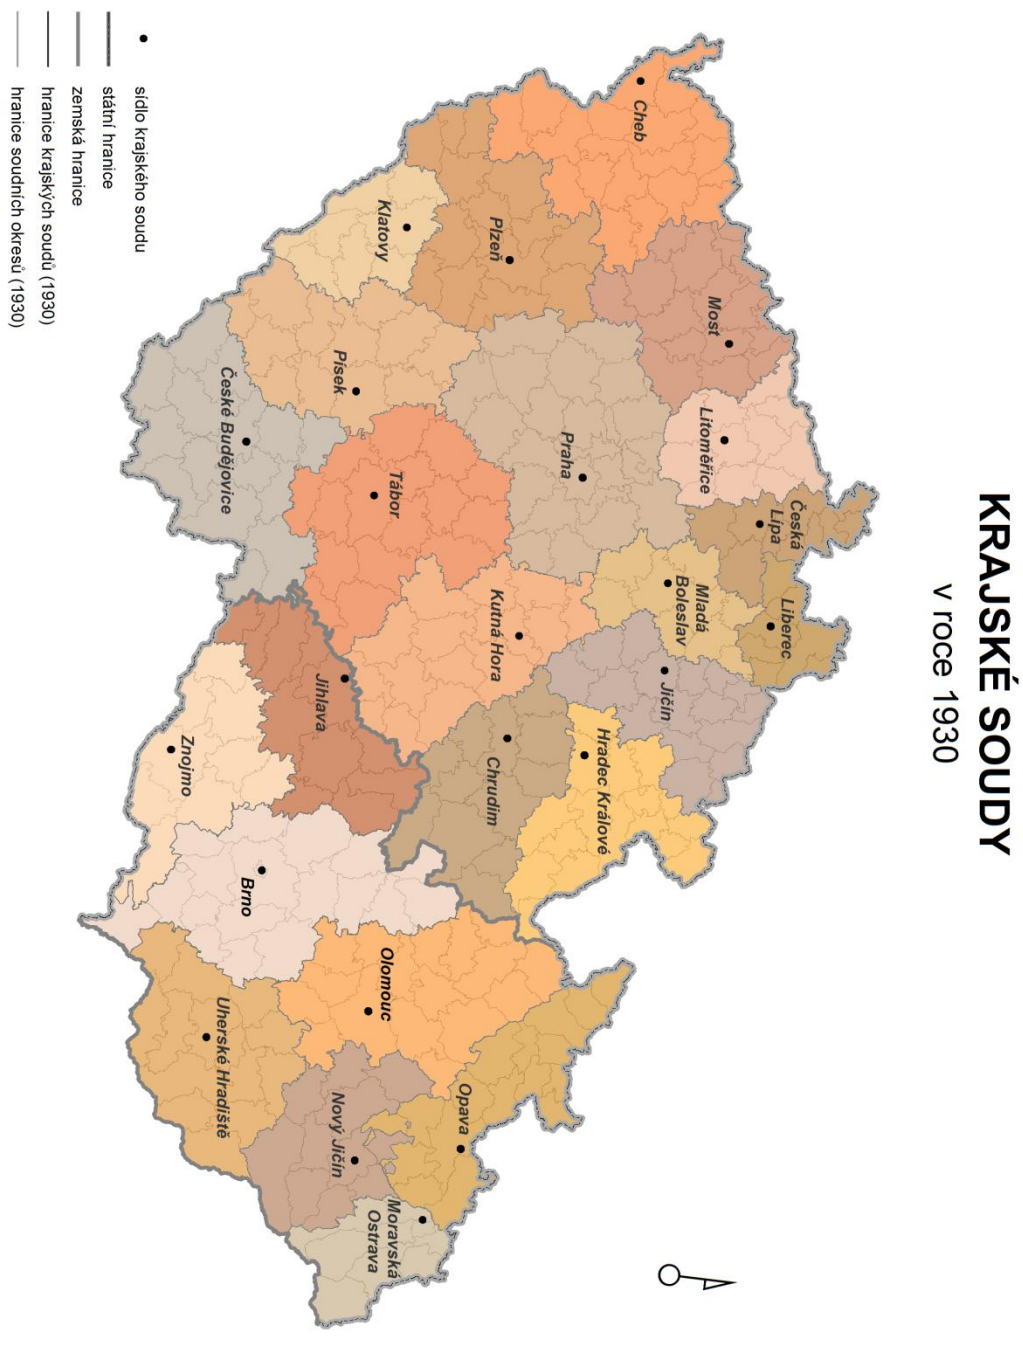 KRAJSKÉ SOUDY
v roce 1930
Cheb
Most
Litoměřice
Česká
Lípa
Liberec
Plzeň
Klatovy
Praha
Mladá
Boleslav
Jičín
Písek
Tábor
Kutná Hora
Hradec Králové
Chrudim
České Budějovice
Jihlava
Znojmo
Brno
Olomouc
Opava
Uherské Hradiště
Nový Jičín
Moravská
Ostrava
sídlo krajského soudu
státní hranice
zemská hranice
hranice krajských soudů (1930)
hranice soudních okresů (1930)